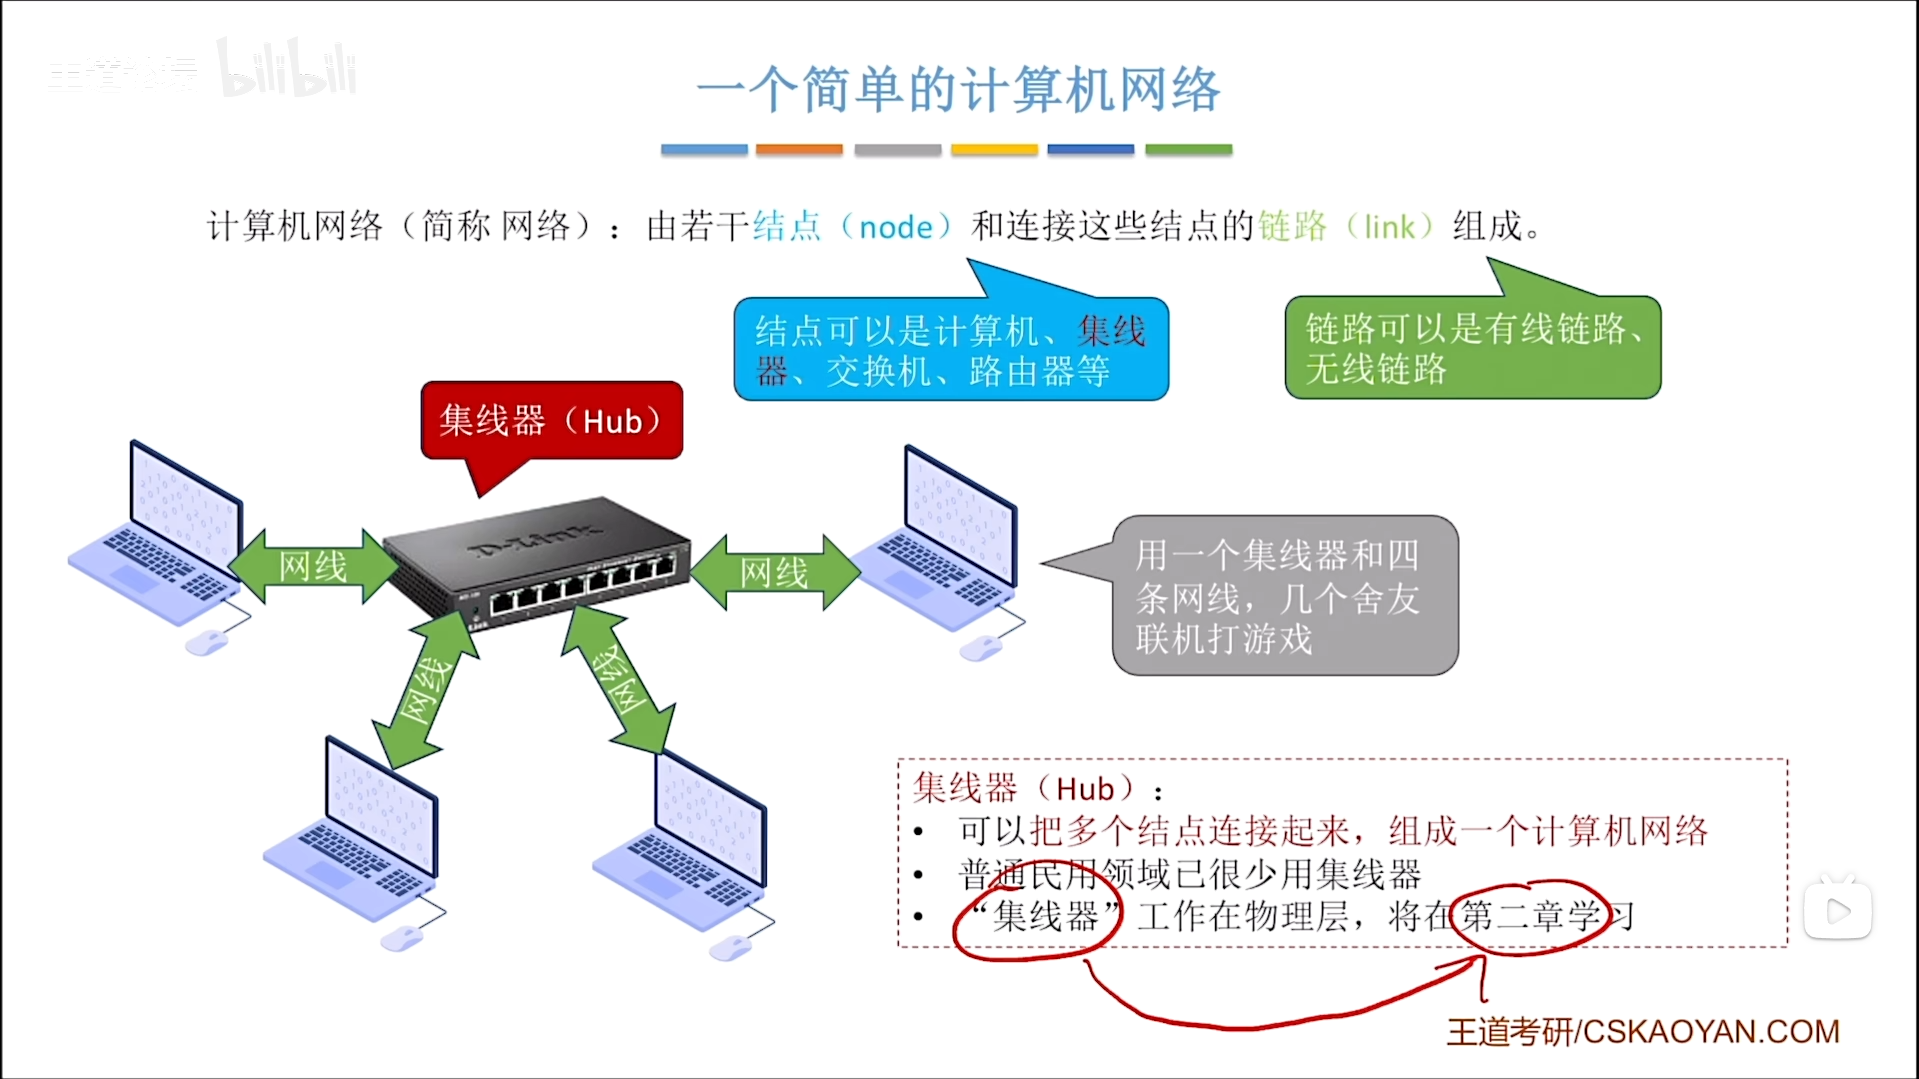 王道论坛 bilibili
一个简单的计算机网络
计算机网络（简称 网络）：由若干结点（node）和连接这些结点的链路（link）组成。
结点可以是计算机、集线
器、交换机、路由器等
链路可以是有线链路、
无线链路
集线器（Hub）
D-Link
网线
网线
网线
网线
用一个集线器和四
条网线，几个舍友
联机打游戏
集线器（Hub）：
• 可以把多个结点连接起来，组成一个计算机网络
• 普通民用领域已很少用集线器
• “集线器”工作在物理层，将在第二章学习
王道考研/CSKAOYAN.COM